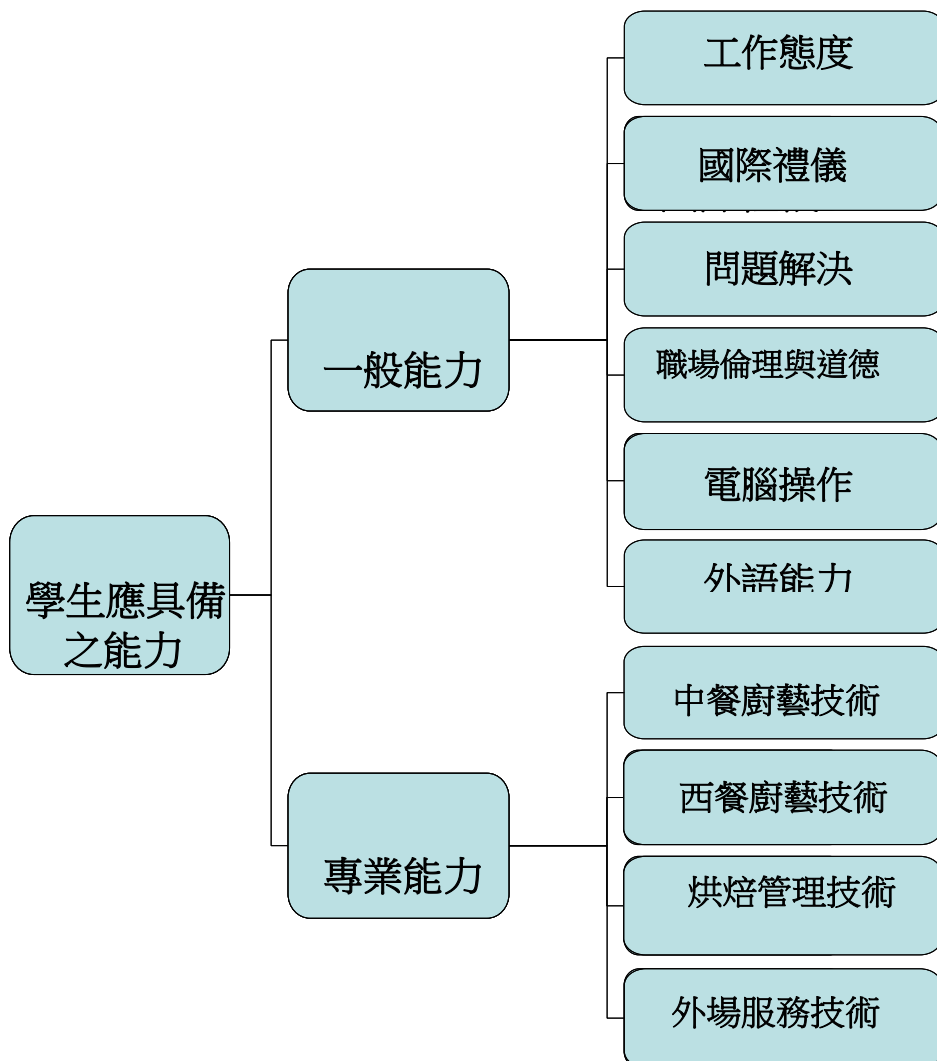 學生應具備
之能力
一般能力
工作態度
國際禮儀
問題解決
職場倫理與道德
電腦操作
外語能力
專業能力
中餐廚藝技術
西餐廚藝技術
烘焙管理技術
外場服務技術